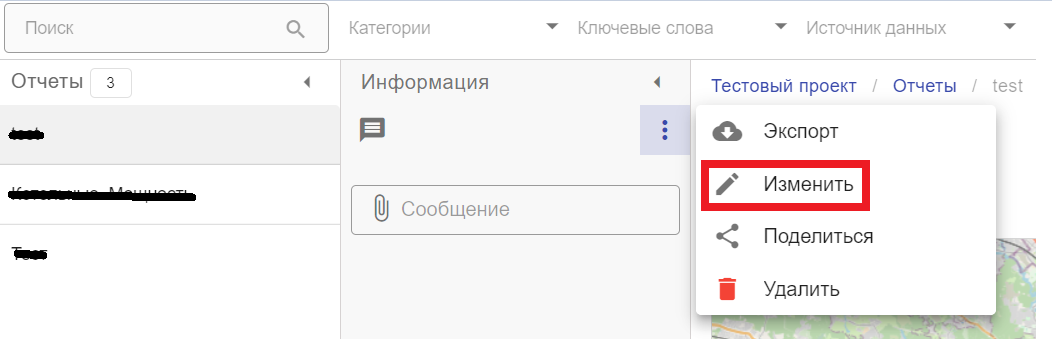 Поиск
Категории
Ключевые слова
Источник данных
Отчеты 3
Информация
Тестовый проект / Отчеты / test
Экспорт
Изменить
Сообщение
Поделиться
Удалить